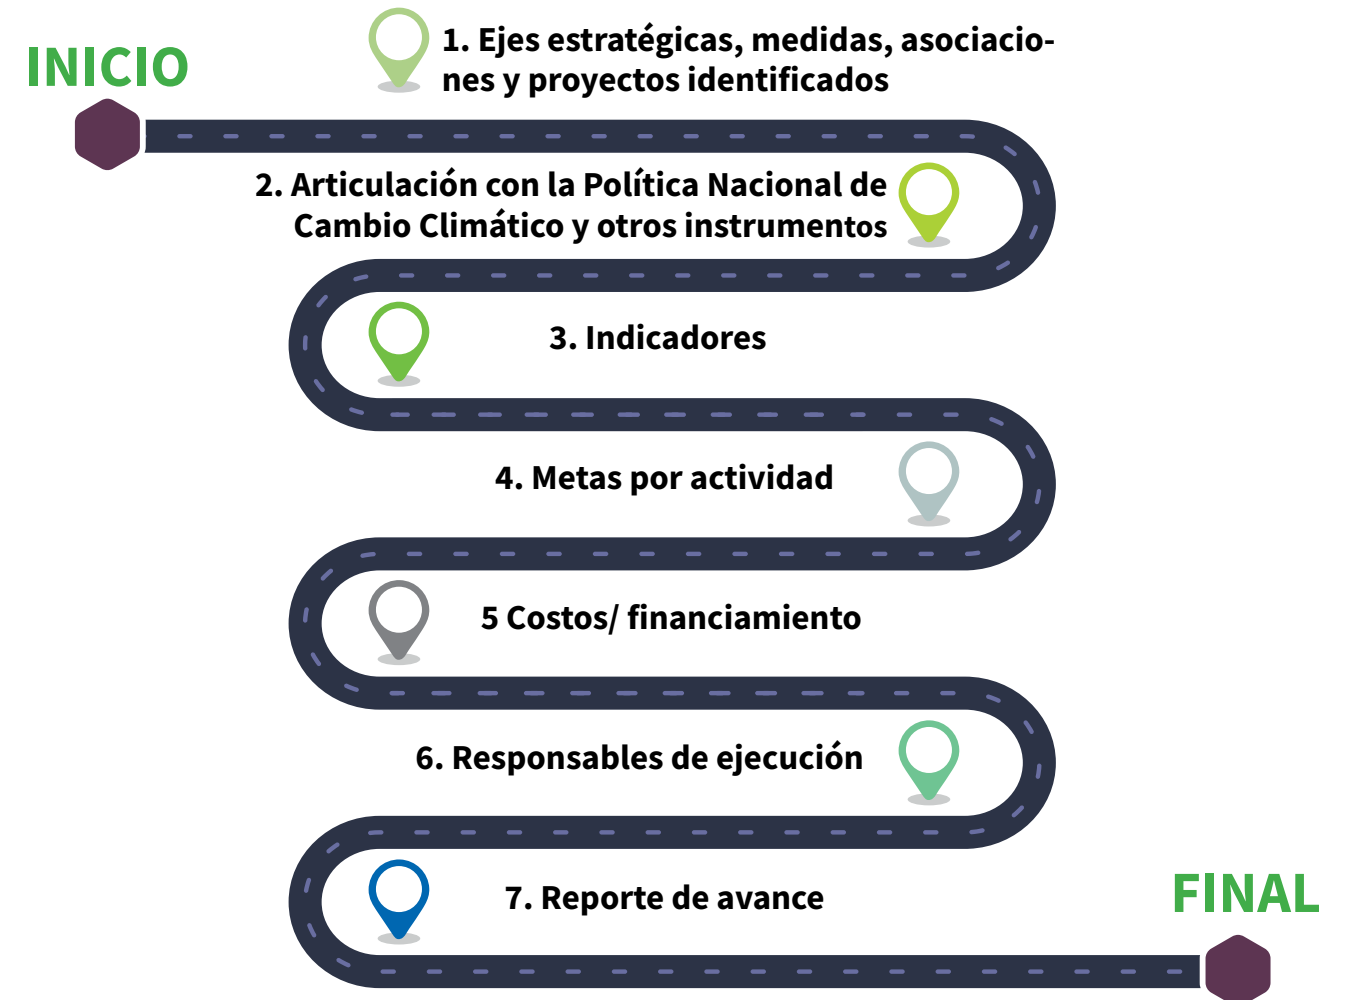 INICIO
1. Ejes estratégicas, medidas, asociacio-
nes y proyectos identificados
2. Articulación con la Política Nacional de
Cambio Climático y otros instrumentos
3. Indicadores
4. Metas por actividad
5 Costos/ financiamiento
6. Responsables de ejecución
7. Reporte de avance
FINAL